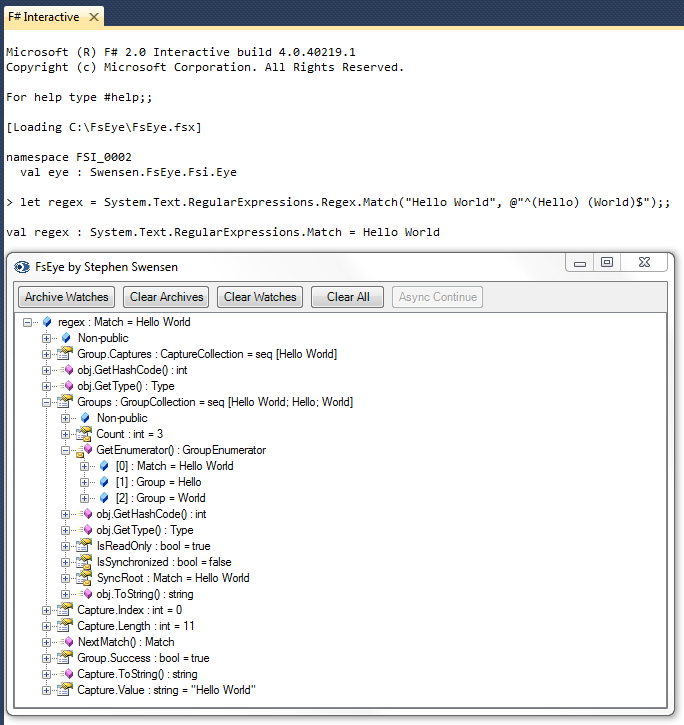 F# Interactive
Microsoft (R) F# 2.0 Interactive build 4.0.40219.1
Copyright (c) Microsoft Corporation. All Rights Reserved.
For help type #help;;
[Loading C:\FsEye\FsEye.fsx]
namespace FSI_0002
  val eye : Swensen.FsEye.Fsi.Eye
> let regex = System.Text.RegularExpressions.Regex.Match("Hello World", @"^(Hello) (World)$");;
val regex : System.Text.RegularExpressions.Match = Hello World
FsEye by Stephen Swensen
Archive Watches Clear Archives Clear Watches Clear All Async Continue
regex : Match = Hello World
Non-public
Group.Captures : CaptureCollection = seq [Hello World]
obj.GetHashCode() : int
obj.GetType() : Type
Groups : GroupCollection = seq [Hello World; Hello; World]
Non-public
Count : int = 3
GetEnumerator() : GroupEnumerator
[0] : Match = Hello World
[1] : Group = Hello
[2] : Group = World
obj.GetHashCode() : int
obj.GetType() : Type
IsReadOnly : bool = true
IsSynchronized : bool = false
SyncRoot : Match = Hello World
obj.ToString() : string
Capture.Index : int = 0
Capture.Length : int = 11
NextMatch() : Match
Group.Success : bool = true
Capture.ToString() : string
Capture.Value : string = "Hello World"